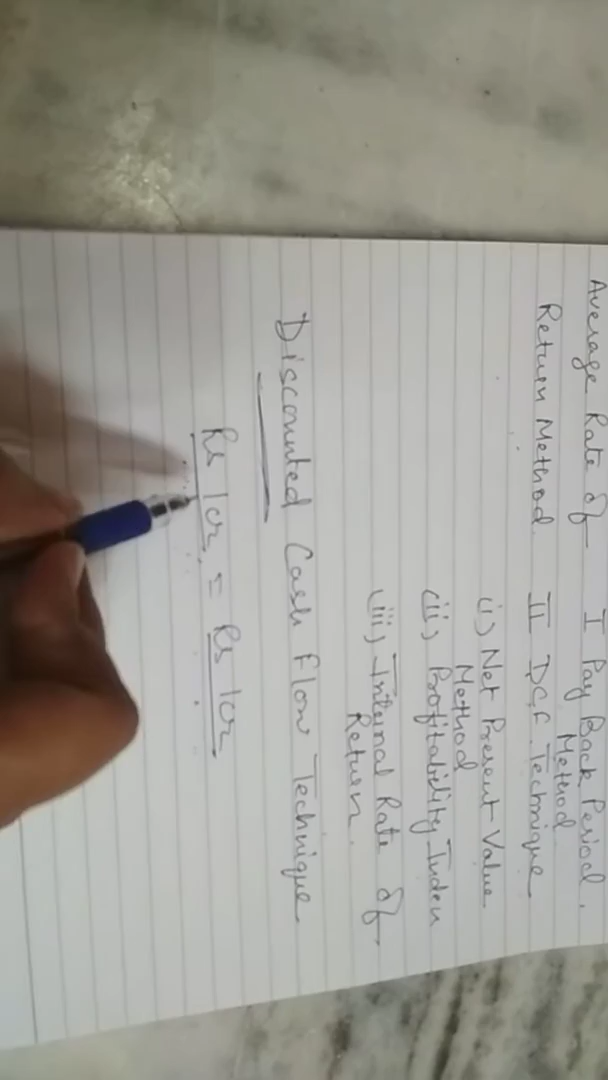 Average Rate of I Pay Back Period.
Return Method Method
II DCF Technique
(i) Net Present Value
Method
(ii) Profitability Index
(iii) Internal Rate of
Return.
Discounted Cash Flow Technique
Rs 1cr = Rs 1cr